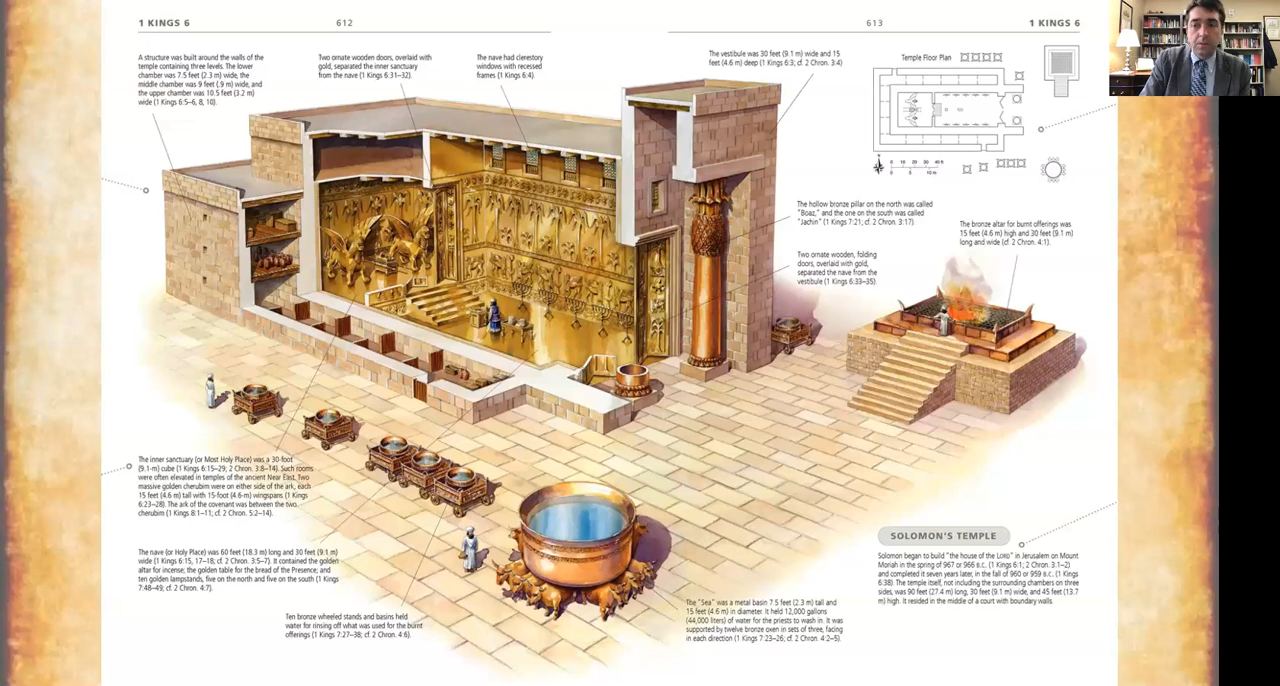 1 KINGS 6
612
613
1 KINGS 6
A structure was built around the walls of the
temple containing three levels. The lower
chamber was 7.5 feet (2.3 m) wide, the
middle chamber was 9 feet (.9 m) wide, and
the upper chamber was 10.5 feet (3.2 m)
wide (1 Kings 6:5–6, 8, 10).
Two ornate wooden doors, overlaid with
gold, separated the inner sanctuary
from the nave (1 Kings 6:31–32).
The nave had clerestory
windows with recessed
frames (1 Kings 6:4).
The vestibule was 30 feet (9.1 m) wide and 15
feet (4.6 m) deep (1 Kings 6:3; cf. 2 Chron. 3:4)
Temple Floor Plan
0 10 20 30 40 ft
0 5 10 m
The hollow bronze pillar on the north was called
"Boaz," and the one on the south was called
"Jachin" (1 Kings 7:21; cf. 2 Chron. 3:17).
Two ornate wooden, folding
doors, overlaid with gold,
separated the nave from the
vestibule (1 Kings 6:33–35).
The bronze altar for burnt offerings was
15 feet (4.6 m) high and 30 feet (9.1 m)
long and wide (cf. 2 Chron. 4:1).
The inner sanctuary (or Most Holy Place) was a 30-foot
(9.1-m) cube (1 Kings 6:15–29; 2 Chron. 3:8–14). Such rooms
were often elevated in temples of the ancient Near East. Two
massive golden cherubim were on either side of the ark, each
15 feet (4.6 m) tall with 15-foot (4.6-m) wingspans (1 Kings
6:23–28). The ark of the covenant was between the two
cherubim (1 Kings 8:1–11; cf. 2 Chron. 5:2–14).
The nave (or Holy Place) was 60 feet (18.3 m) long and 30 feet (9.1 m)
wide (1 Kings 6:15, 17–18; cf. 2 Chron. 3:5–7). It contained the golden
altar for incense; the golden table for the bread of the Presence; and
ten golden lampstands, five on the north and five on the south (1 Kings
7:48–49; cf. 2 Chron. 4:7).
Ten bronze wheeled stands and basins held
water for rinsing off what was used for the burnt
offerings (1 Kings 7:27–38; cf. 2 Chron. 4:6).
The "Sea" was a metal basin 7.5 feet (2.3 m) tall and
15 feet (4.6 m) in diameter. It held 12,000 gallons
(44,000 liters) of water for the priests to wash in. It was
supported by twelve bronze oxen in sets of three, facing
in each direction (1 Kings 7:23–26; cf. 2 Chron. 4:2–5).
SOLOMON'S TEMPLE
Solomon began to build "the house of the LORD" in Jerusalem on Mount
Moriah in the spring of 967 or 966 B.C. (1 Kings 6:1; 2 Chron. 3:1–2)
and completed it seven years later, in the fall of 960 or 959 B.C. (1 Kings
6:38). The temple itself, not including the surrounding chambers on three
sides, was 90 feet (27.4 m) long, 30 feet (9.1 m) wide, and 45 feet (13.7
m) high. It resided in the middle of a court with boundary walls.